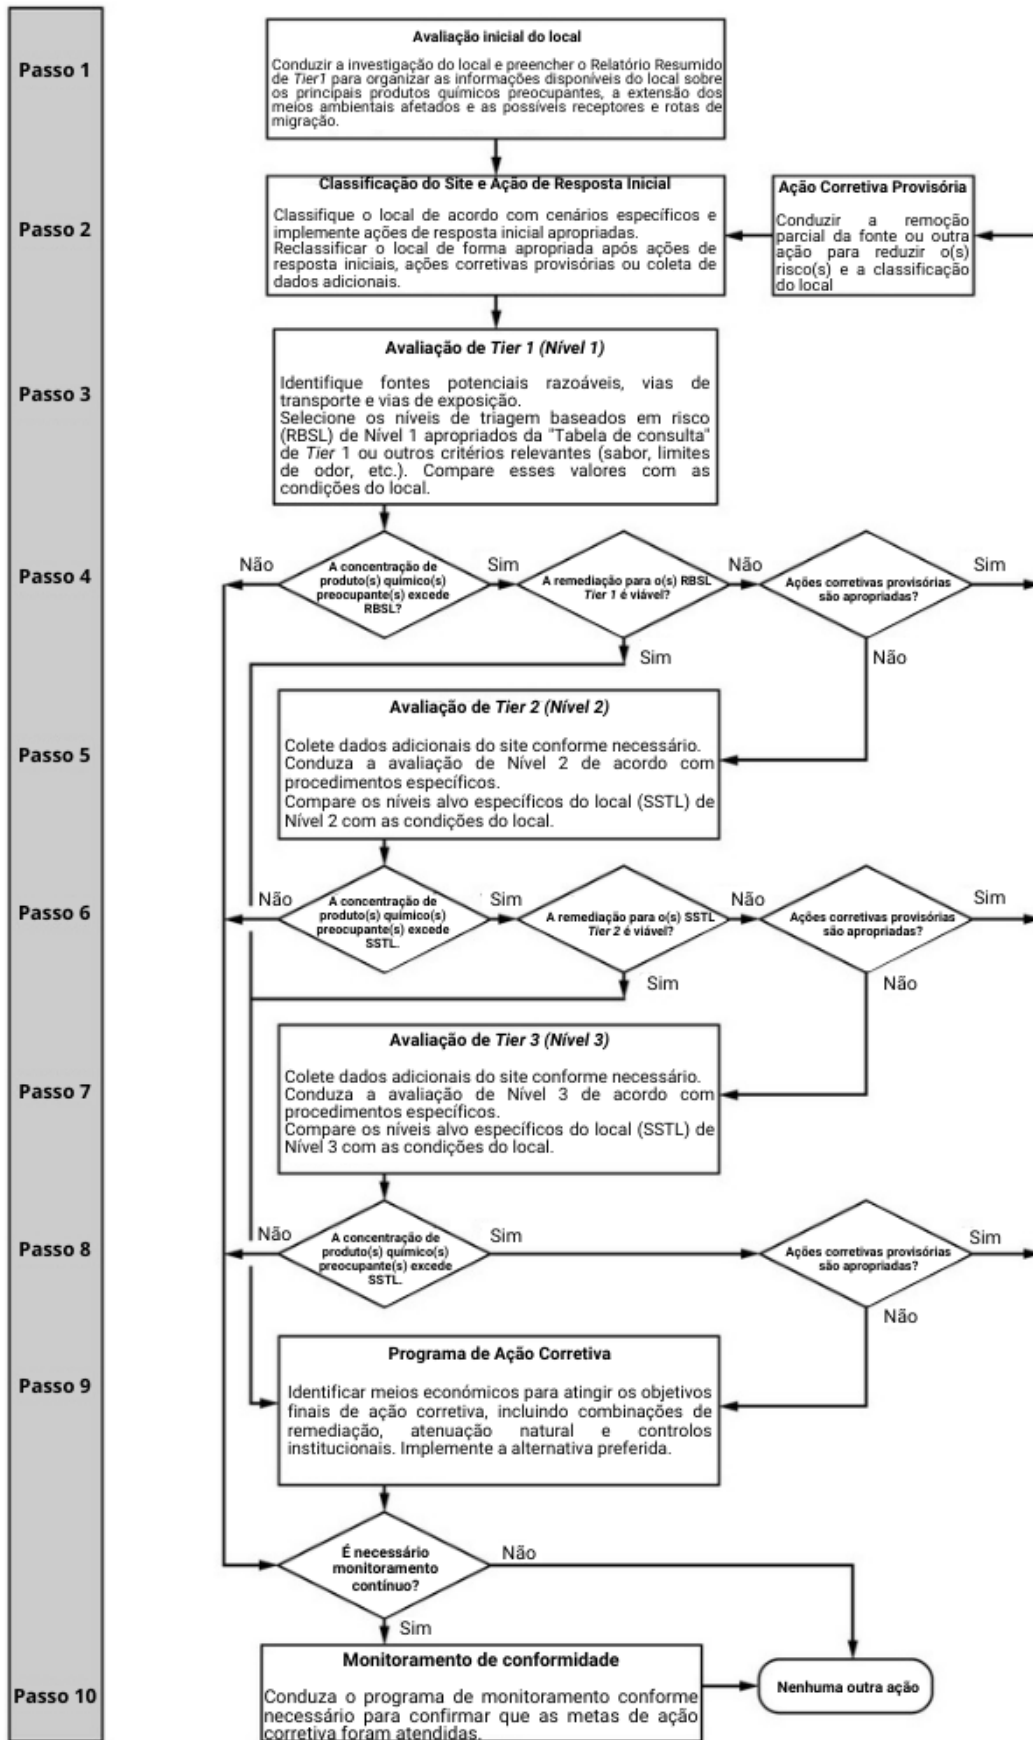 Passo 1
Avaliação inicial do local
Conduzir a investigação do local e preencher o Relatório Resumido
de Tier1 para organizar as informações disponíveis do local sobre
os principais produtos químicos preocupantes, a extensão dos
meios ambientais afetados e as possíveis receptores e rotas de
migração.
Passo 2
Classificação do Site e Ação de Resposta Inicial
Classifique o local de acordo com cenários específicos e
implemente ações de resposta inicial apropriadas.
Reclassificar o local de forma apropriada após ações de
resposta iniciais, ações corretivas provisórias ou coleta de
dados adicionais.
Ação Corretiva Provisória
Conduzir a remoção
parcial da fonte ou outra
ação para reduzir o(s)
risco(s) e a classificação
do local
Passo 3
Avaliação de Tier 1 (Nível 1)
Identifique fontes potenciais razoáveis, vias de
transporte e vias de exposição.
Selecione os níveis de triagem baseados em risco
(RBSL) de Nível 1 apropriados da "Tabela de consulta"
de Tier 1 ou outros critérios relevantes (sabor, limites
de odor, etc.). Compare esses valores com as
condições do local.
Passo 4
Não
A concentração de
produto(s) químico(s)
preocupante(s) excede
RBSL?
Sim
A remediação para o(s) RBSL
Tier 1 é viável?
Não
Ações corretivas provisórias
são apropriadas?
Sim
Sim
Não
Passo 5
Avaliação de Tier 2 (Nível 2)
Colete dados adicionais do site conforme necessário.
Conduza a avaliação de Nível 2 de acordo com
procedimentos específicos.
Compare os níveis alvo específicos do local (SSTL) de
Nível 2 com as condições do local.
Passo 6
Não
A concentração de
produto(s) químico(s)
preocupante(s) excede
SSTL.
Sim
A remediação para o(s) SSTL
Tier 2 é viável?
Não
Ações corretivas provisórias
são apropriadas?
Sim
Sim
Não
Passo 7
Avaliação de Tier 3 (Nível 3)
Colete dados adicionais do site conforme necessário.
Conduza a avaliação de Nível 3 de acordo com
procedimentos específicos.
Compare os níveis alvo específicos do local (SSTL) de
Nível 3 com as condições do local.
Passo 8
Não
A concentração de
produto(s) químico(s)
preocupante(s) excede
SSTL.
Sim
Ações corretivas provisórias
são apropriadas?
Sim
Não
Passo 9
Programa de Ação Corretiva
Identificar meios económicos para atingir os objetivos
finais de ação corretiva, incluindo combinações de
remediação, atenuação natural e controlos
institucionais. Implemente a alternativa preferida.
É necessário
monitoramento
contínuo?
Não
Sim
Passo 10
Monitoramento de conformidade
Conduza o programa de monitoramento conforme
necessário para confirmar que as metas de ação
corretiva foram atendidas.
Nenhuma outra ação